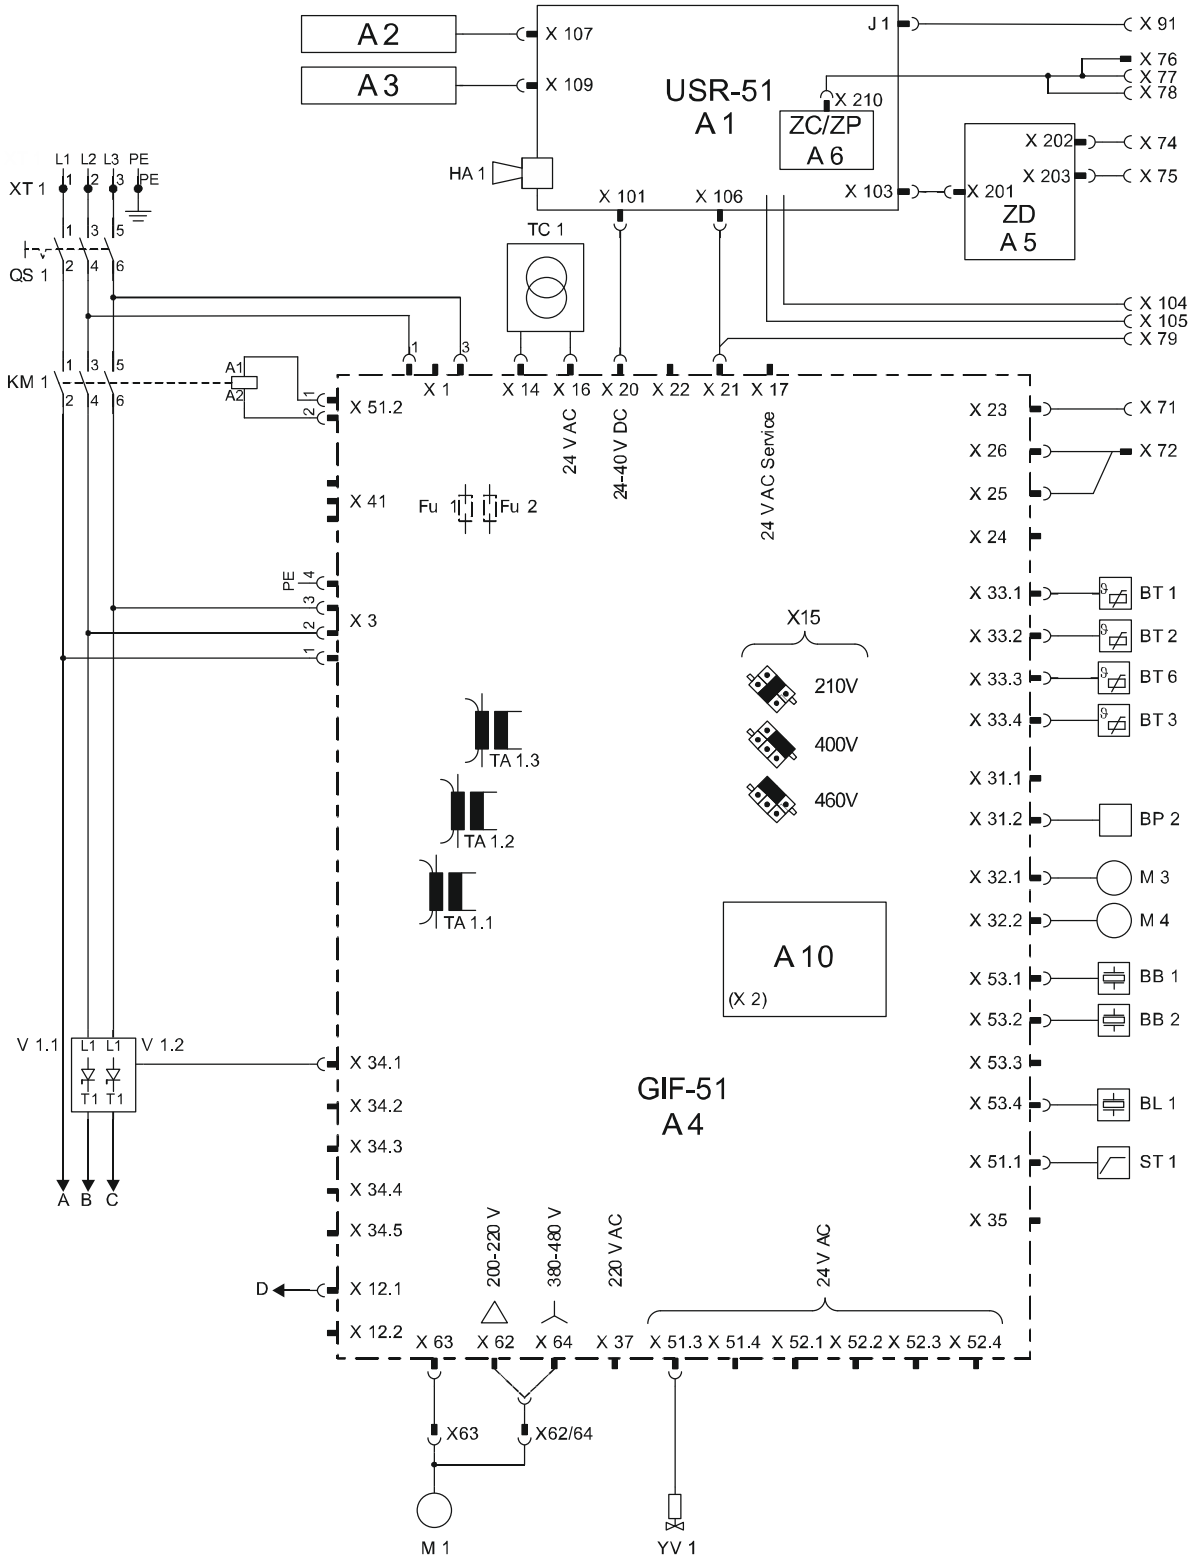 A 2
X 107
J 1
X 91
X 76
X 77
X 78
A 3
X 109
USR-51
A 1
X 210
ZC/ZP
A 6
X 202
X 74
L1 L2 L3 PE
XT 1
1 2 3 PE
HA 1
X 203
X 75
X 101
X 106
X 103
X 201
ZD
A 5
TC 1
1 3 5
QS 1
2 4 6
X 104
X 105
X 79
1 3
1 3 5
KM 1
2 4 6
A1
A2
1
2
X 51.2
X 1
X 14
X 16
X 20
X 22
X 21
X 17
24 V AC
24-40 V DC
24 V AC Service
X 23
X 71
X 26
X 72
X 25
X 41
Fu 1
Fu 2
X 24
PE
4
3
2
1
X 3
X 33.1
BT 1
X15
X 33.2
BT 2
210V
X 33.3
BT 6
X 33.4
BT 3
400V
TA 1.3
X 31.1
460V
X 31.2
BP 2
TA 1.2
X 32.1
M 3
TA 1.1
X 32.2
M 4
A 10
(X 2)
X 53.1
BB 1
X 53.2
BB 2
V 1.1
L1 L1
V 1.2
T1 T1
X 34.1
X 53.3
GIF-51
A 4
X 34.2
X 53.4
BL 1
X 34.3
X 51.1
ST 1
A B C
X 34.4
X 34.5
X 35
200-220 V
380-480 V
220 V AC
24 V AC
D
X 12.1
X 12.2
X 63
X 62
X 64
X 37
X 51.3
X 51.4
X 52.1
X 52.2
X 52.3
X 52.4
X63
X62/64
M 1
YV 1